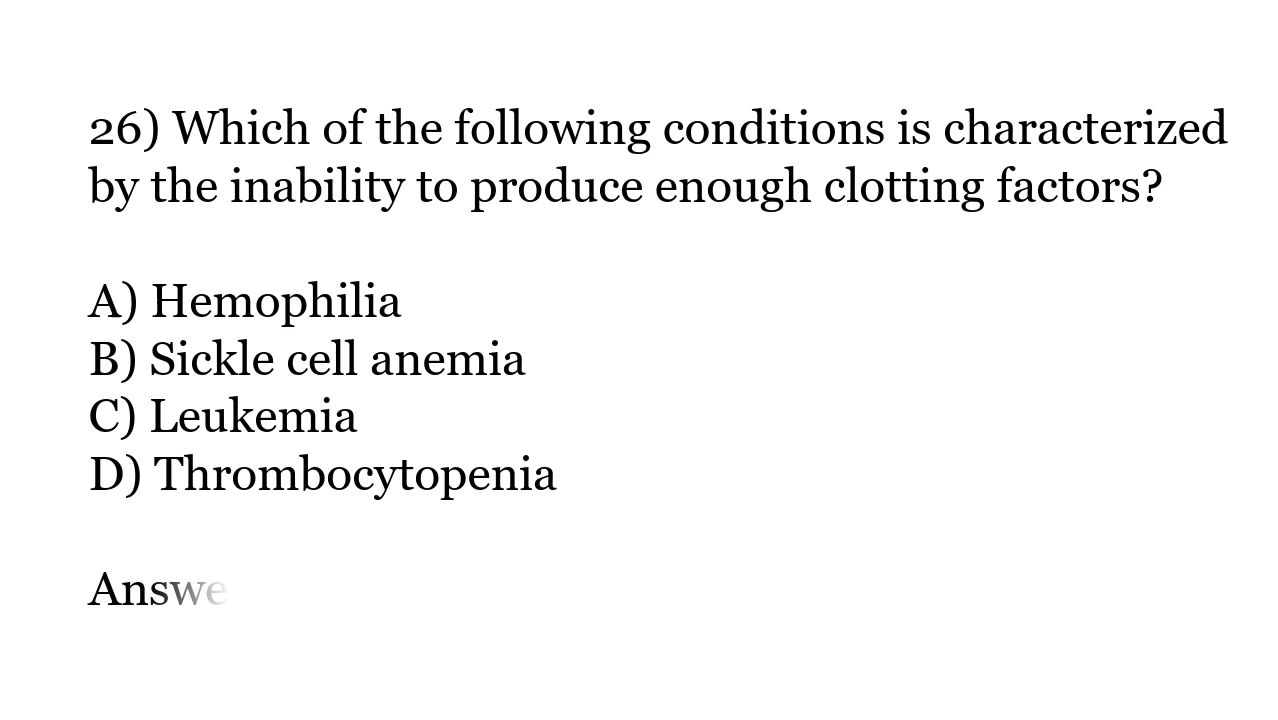 26) Which of the following conditions is characterized
by the inability to produce enough clotting factors?
A) Hemophilia
B) Sickle cell anemia
C) Leukemia
D) Thrombocytopenia
Answe